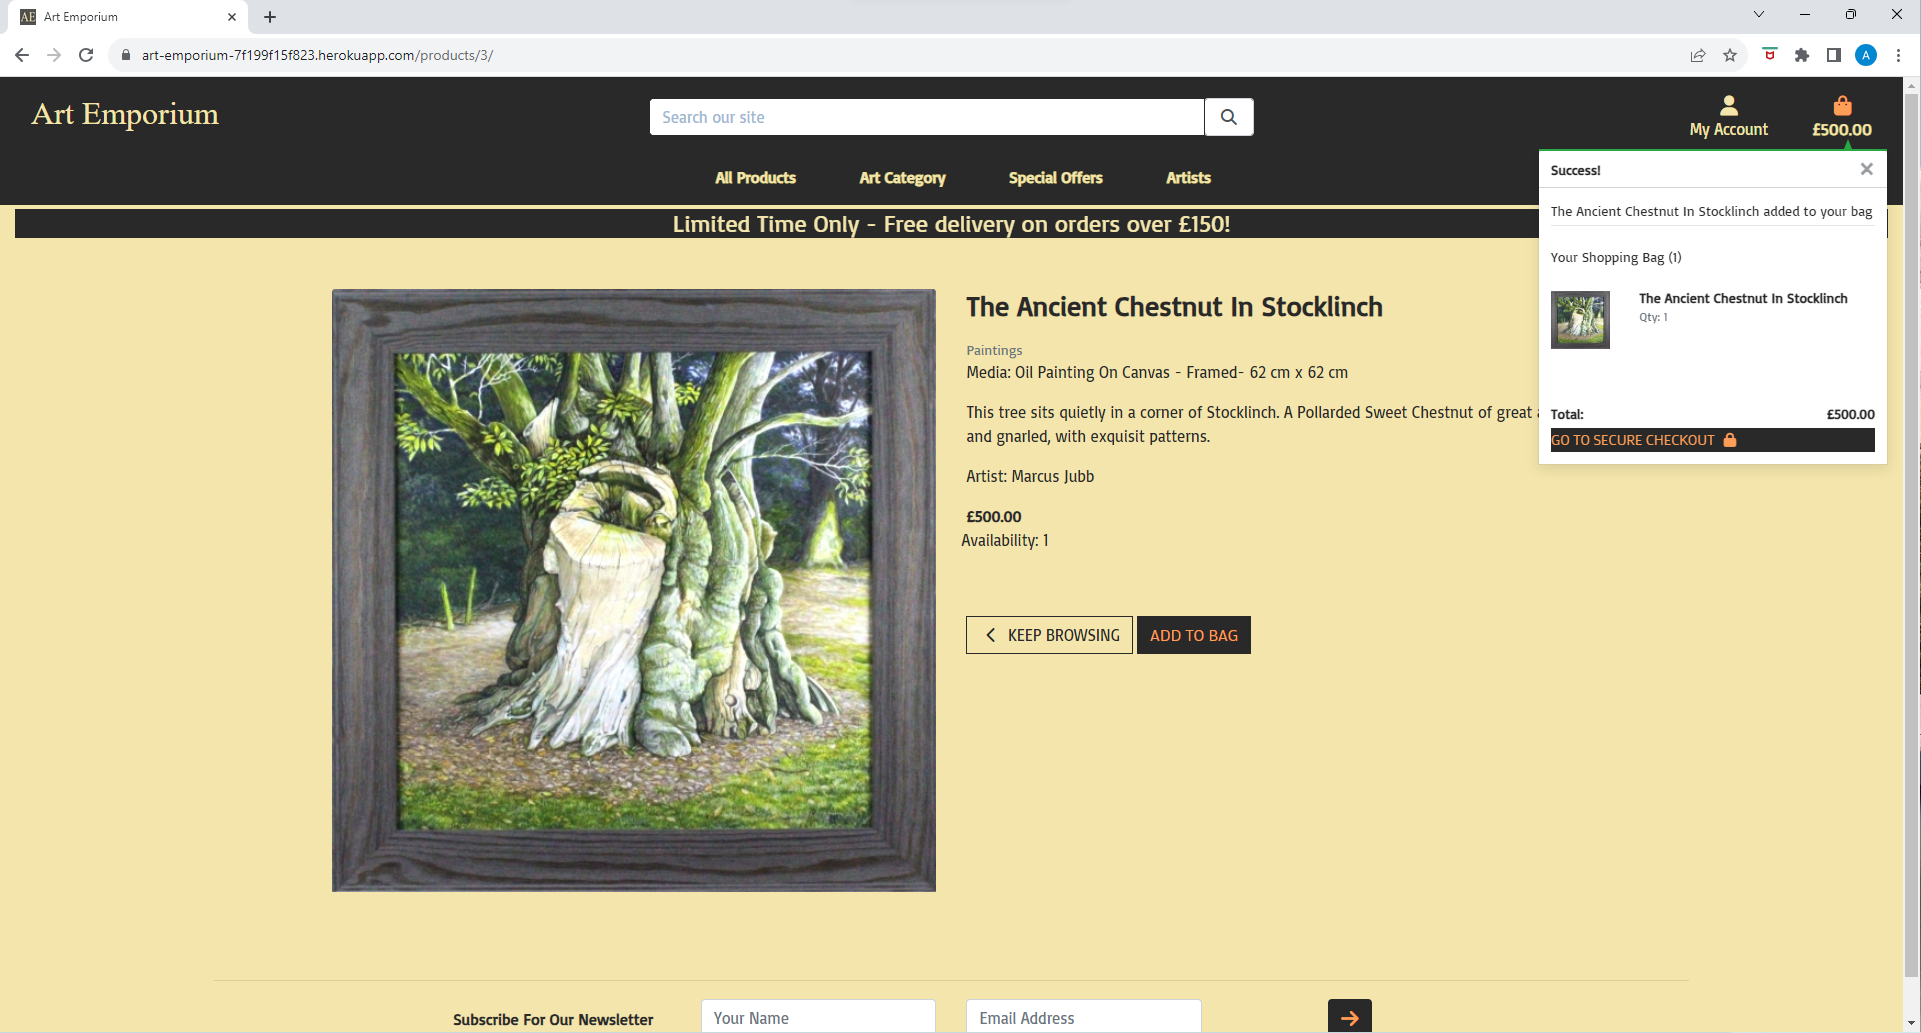 AE Art Emporium
art-emporium-7f199f15f823.herokuapp.com/products/3/
A
Art Emporium
Search our site
My Account
£500.00
All Products
Art Category
Special Offers
Artists
Limited Time Only - Free delivery on orders over £150!
Success!
The Ancient Chestnut In Stocklinch added to your bag
Your Shopping Bag (1)
The Ancient Chestnut In Stocklinch
Qty: 1
Total: £500.00
GO TO SECURE CHECKOUT
The Ancient Chestnut In Stocklinch
Paintings
Media: Oil Painting On Canvas - Framed- 62 cm x 62 cm
This tree sits quietly in a corner of Stocklinch. A Pollarded Sweet Chestnut of great
and gnarled, with exquisit patterns.
Artist: Marcus Jubb
£500.00
Availability: 1
KEEP BROWSING
ADD TO BAG
Subscribe For Our Newsletter
Your Name
Email Address